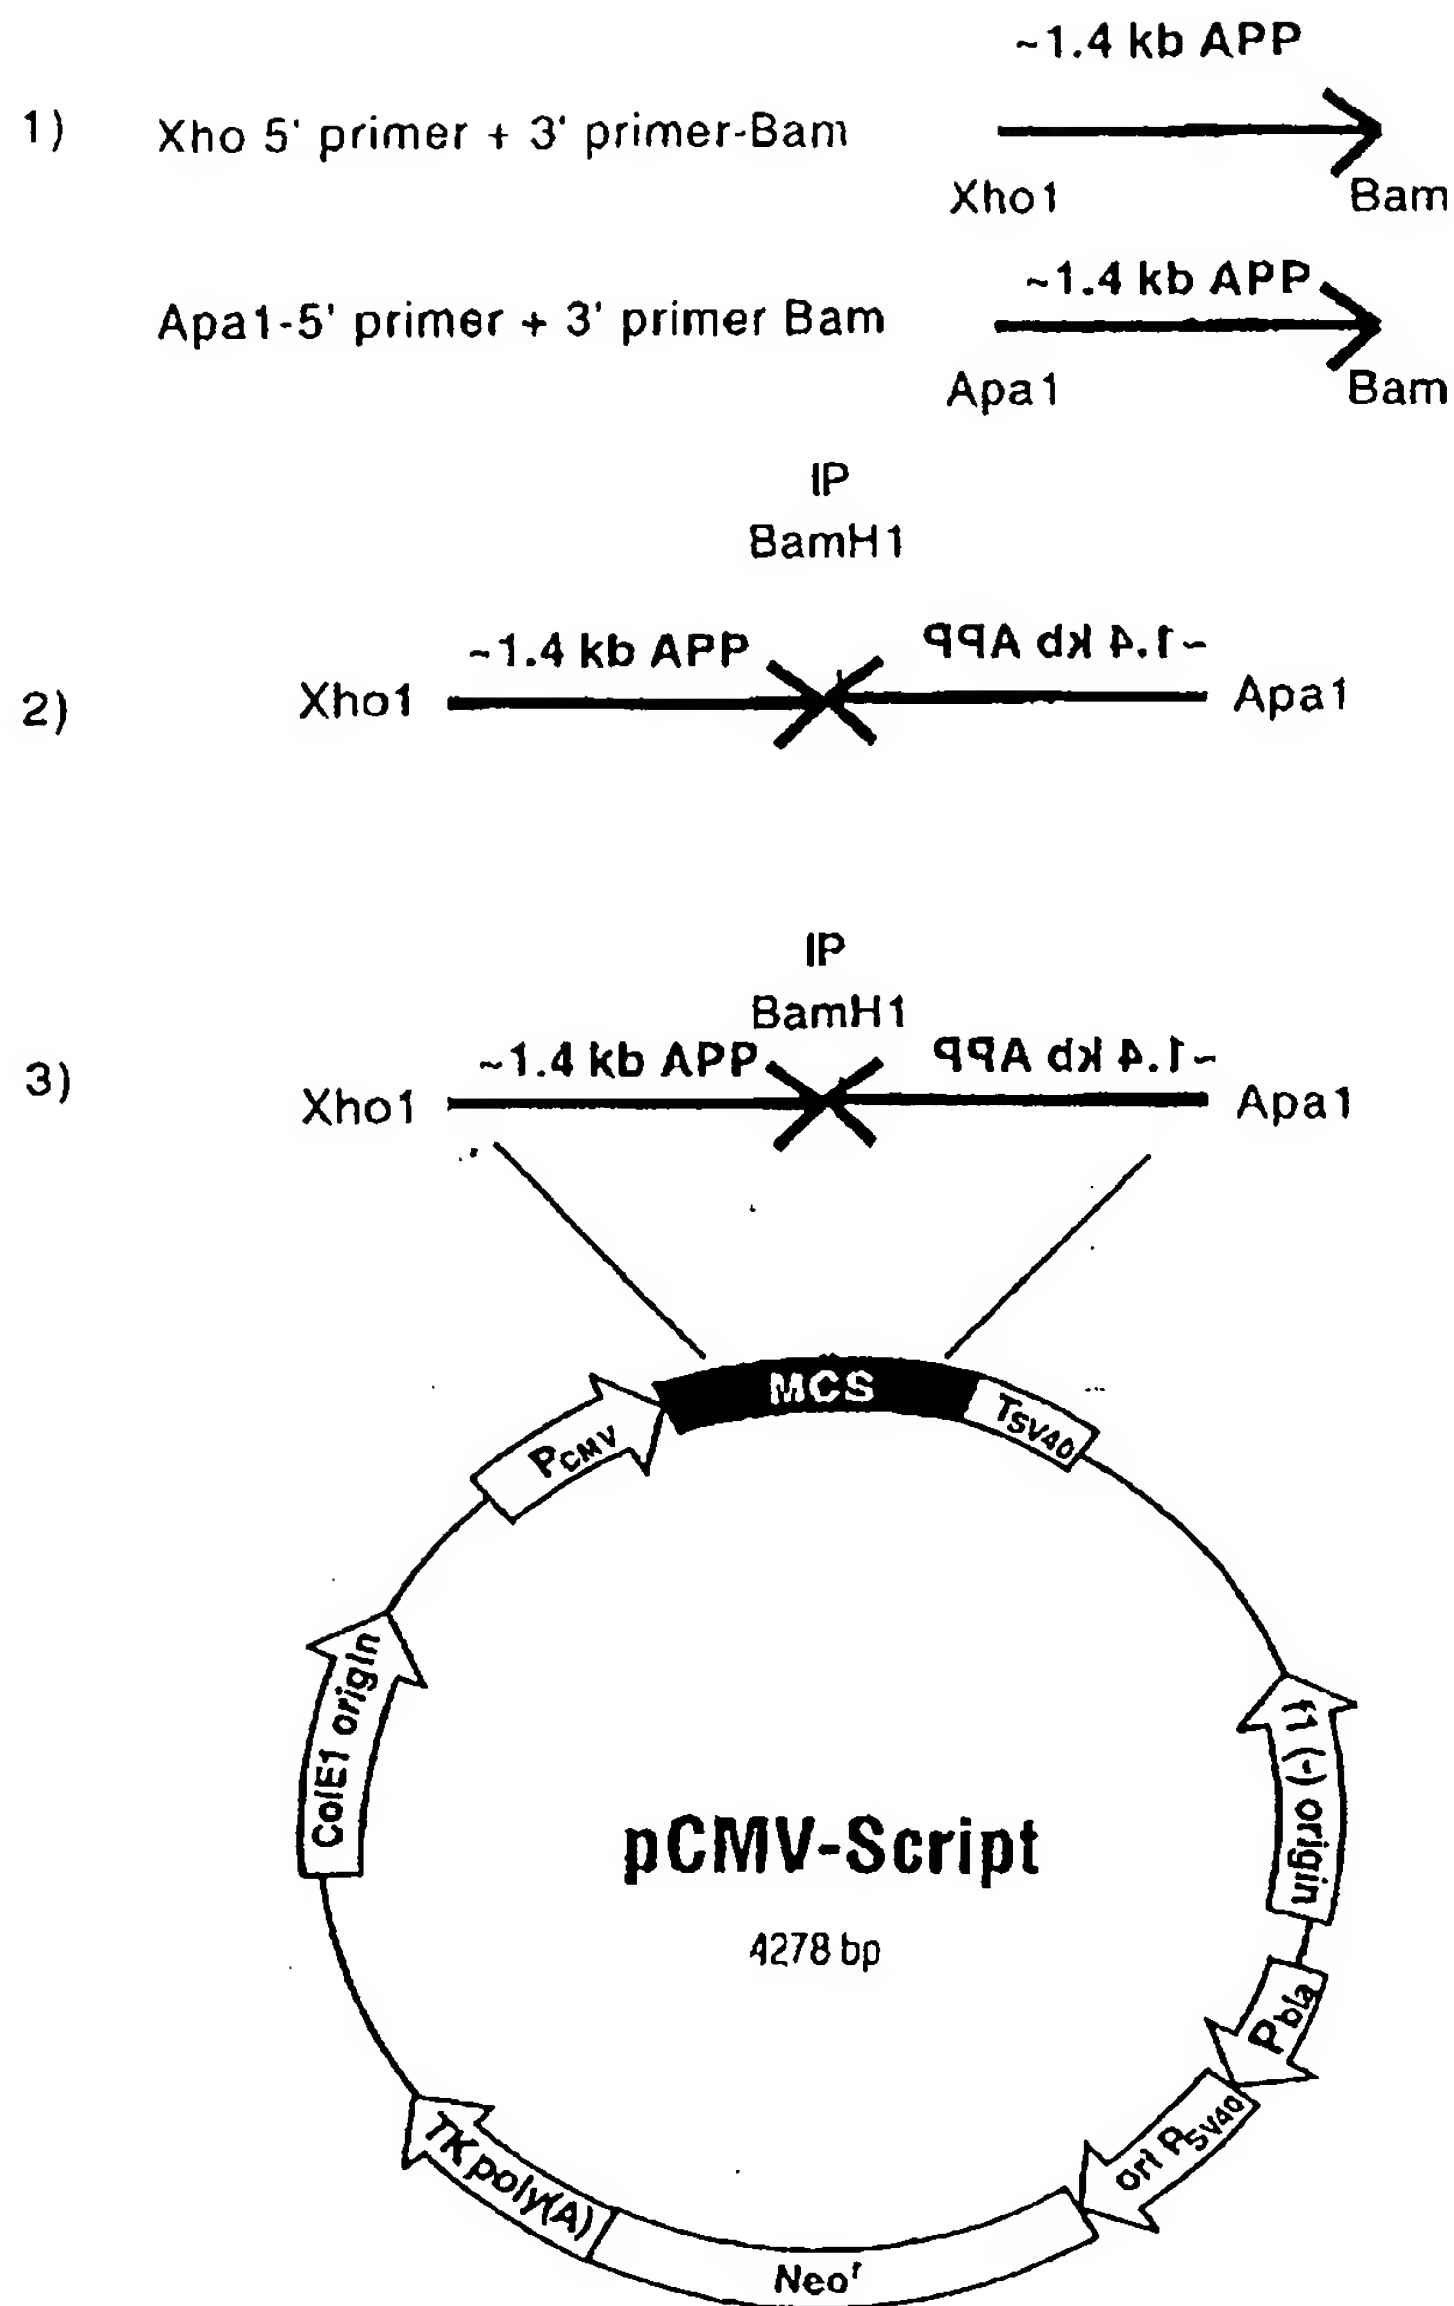 ~1.4 kb APP
1) Xho 5' primer + 3' primer-Bam
Xho1 Bam
~1.4 kb APP
Apa1-5' primer + 3' primer Bam
Apa1 Bam
IP
BamH1
~1.4 kb APP ~1.4 kb APP
2) Xho1 Apa1
IP
BamH1
~1.4 kb APP ~1.4 kb APP
3) Xho1 Apa1
MCS
PCMV
TSV40
ColE1 origin
f1 (-) origin
pCMV-Script
4278 bp
Pbla
ori PSV40
TK poly(A)
Neoʳ